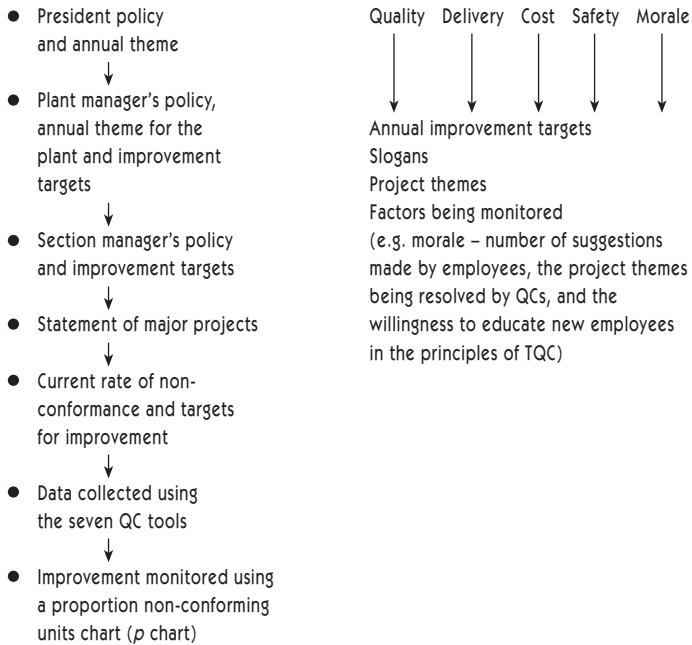 ● President policy
and annual theme
● Plant manager's policy,
annual theme for the
plant and improvement
targets
● Section manager's policy
and improvement targets
● Statement of major projects
● Current rate of non-
conformance and targets
for improvement
● Data collected using
the seven QC tools
● Improvement monitored using
a proportion non-conforming
units chart (p chart)
Quality Delivery Cost Safety Morale
Annual improvement targets
Slogans
Project themes
Factors being monitored
(e.g. morale – number of suggestions
made by employees, the project themes
being resolved by QCs, and the
willingness to educate new employees
in the principles of TQC)